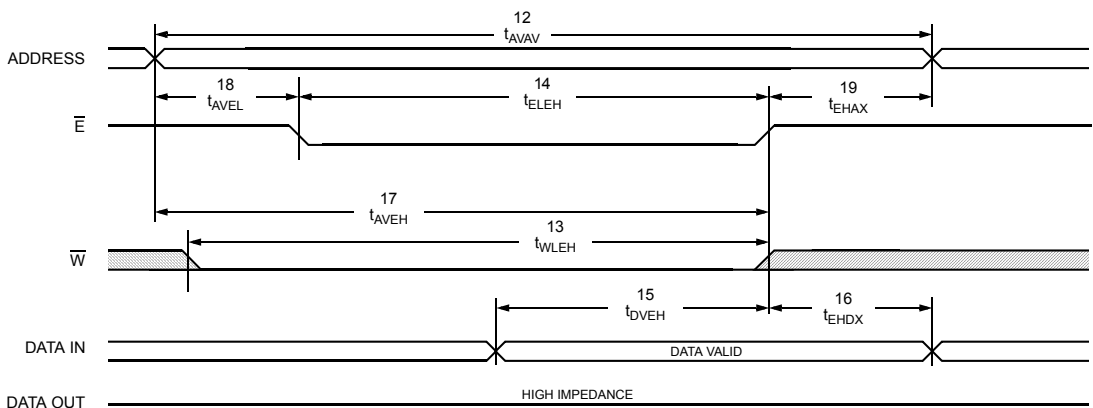 12
tAVAV
ADDRESS
18
tAVEL
14
tELEH
19
tEHAX
E
17
tAVEH
13
tWLEH
W
15
tDVEH
16
tEHDX
DATA IN
DATA VALID
DATA OUT
HIGH IMPEDANCE